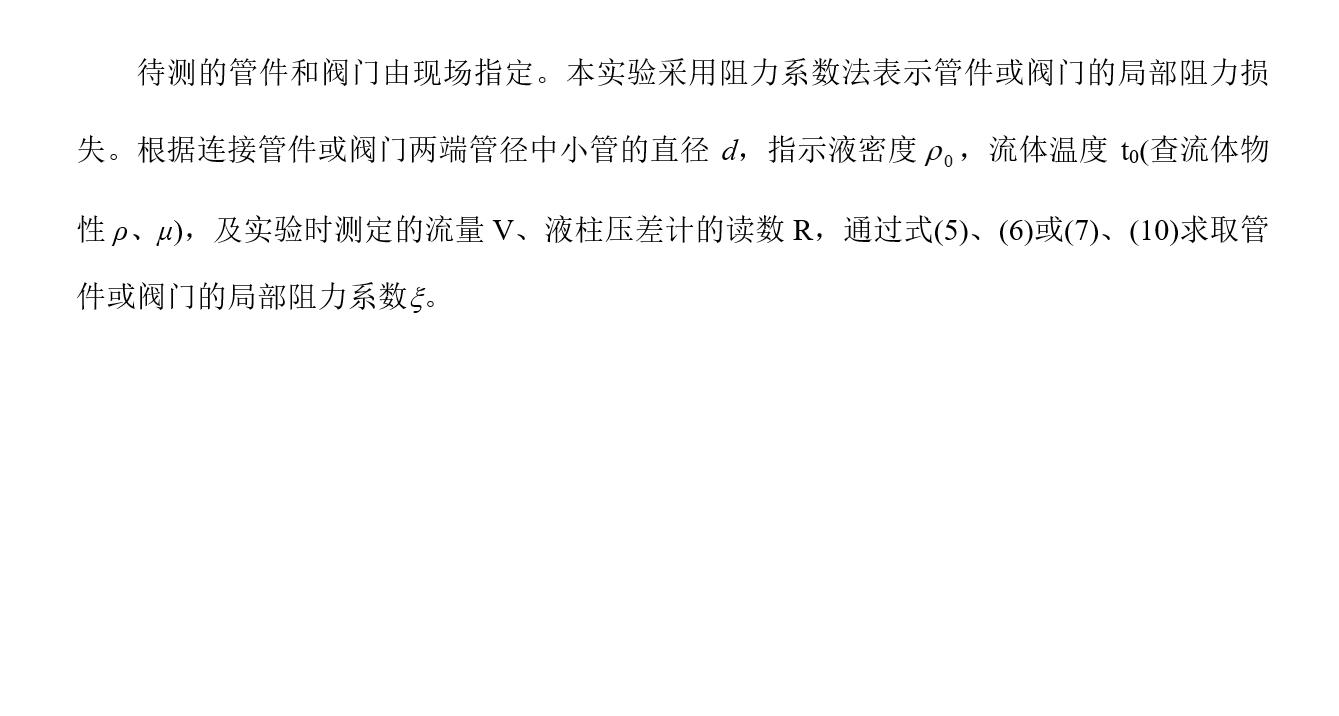 待测的管件和阀门由现场指定。本实验采用阻力系数法表示管件或阀门的局部阻力损
失。根据连接管件或阀门两端管径中小管的直径 d，指示液密度 ρ₀，流体温度 t₀(查流体物
性 ρ、μ)，及实验时测定的流量 V、液柱压差计的读数 R，通过式(5)、(6)或(7)、(10)求取管
件或阀门的局部阻力系数ξ。